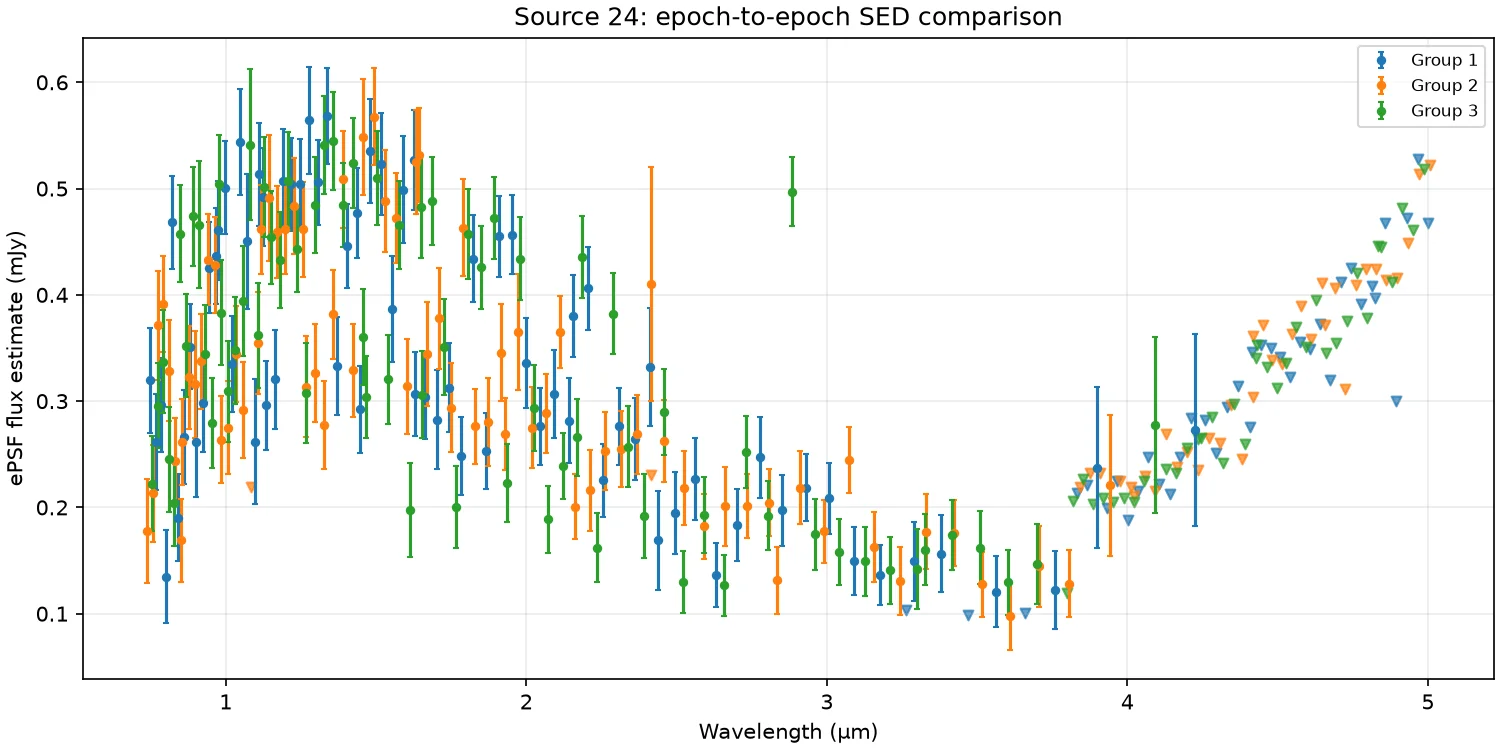 Source 24: epoch-to-epoch SED comparison
Group 1
Group 2
Group 3
ePSF flux estimate (mJy)
0.6
0.5
0.4
0.3
0.2
0.1
1 2 3 4 5
Wavelength (μm)